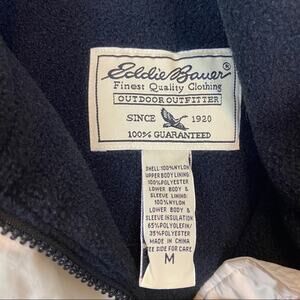 Eddie Bauer®
Finest Quality Clothing
OUTDOOR OUTFITTER
SINCE 1920
100% GUARANTEED
SHELL:100%NYLON
UPPER BODY LINING
100%POLYESTER
LOWER BODY &
SLEEVE LINING:
100%NYLON
LOWER BODY &
SLEEVE INSULATION
65%POLYOLEFIN/
35%POLYESTER
MADE IN CHINA
SEE SIDE FOR CARE
M